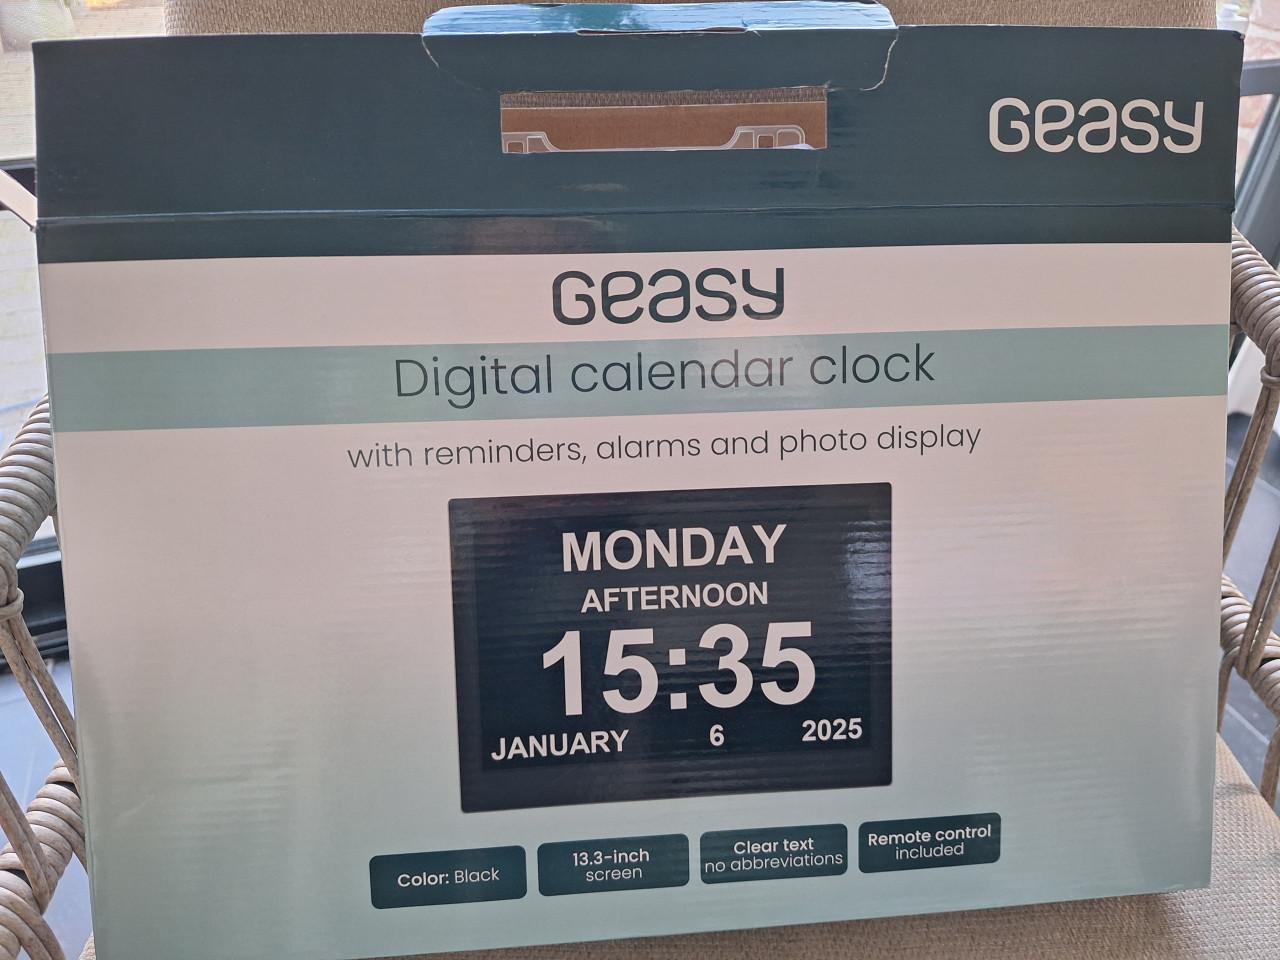 Geasy
Geasy
Digital calendar clock
with reminders, alarms and photo display
MONDAY
AFTERNOON
15:35
JANUARY 6 2025
Color: Black
13.3-inch
screen
Clear text
no abbreviations
Remote control
included